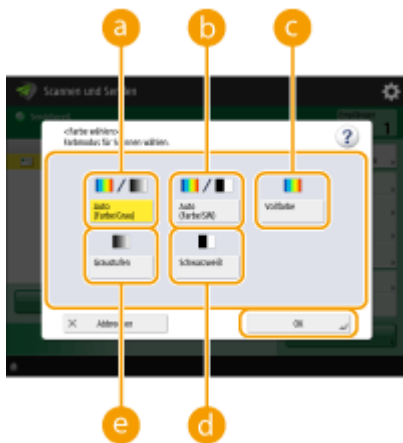 a
b
c
Scannen und Senden
1
<Farbe wählen>
Farbmodus für Scannen wählen.
?
Auto
(Farbe/Grau)
Auto
(Farbe/SW)
Vollfarbe
Graustufen
Schwarzweiß
Abbrechen
OK
e
d